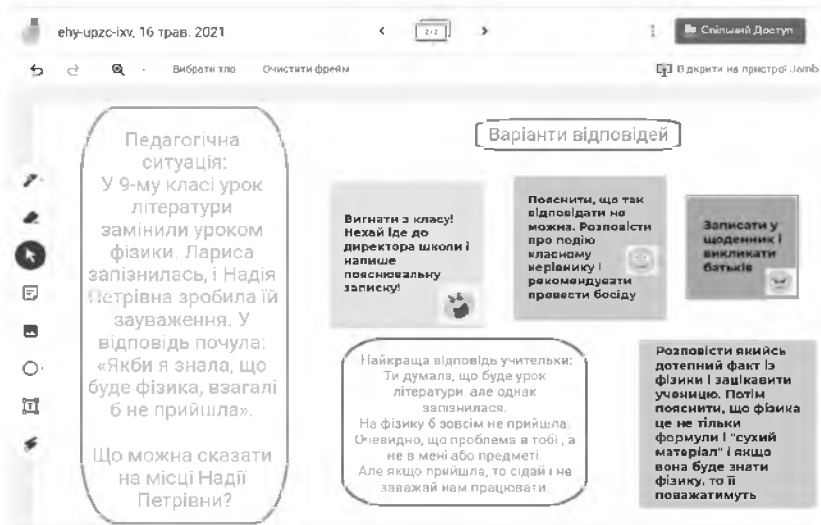 ehy-upzc-ixv, 16 трав. 2021
2/2
Спільний Доступ
Вибрати тло
Очистити фрейм
Відкрити на пристрої Jamb
Педагогічна
ситуація:
У 9-му класі урок
літератури
замінили уроком
фізики. Лариса
запізнилась, і Надія
Петрівна зробила їй
зауваження. У
відповідь почула:
«Якби я знала, що
буде фізика, взагалі
б не прийшла».
Що можна сказати
на місці Надії
Петрівни?
Варіанти відповідей
Вигнати з класу!
Нехай іде до
директора школи і
напише
пояснювальну
записку!
Пояснити, що так
відповідати не
можна. Розповісти
про подію
класному
керівнику і
рекомендувати
провести бесіду
Записати у
щоденник і
викликати
батьків
Найкраща відповідь учительки:
Ти думала, що буде урок
літератури, але однак
запізнилася.
На фізику б зовсім не прийшла.
Очевидно, що проблема в тобі , а
не в мені або предметі.
Але якщо прийшла, то сідай і не
заважай нам працювати.
Розповісти якийсь
дотепний факт із
фізики і зацікавити
ученицю. Потім
пояснити, що фізика
це не тільки
формули і "сухий
матеріал" і якщо
вона буде знати
фізику, то її
поважатимуть